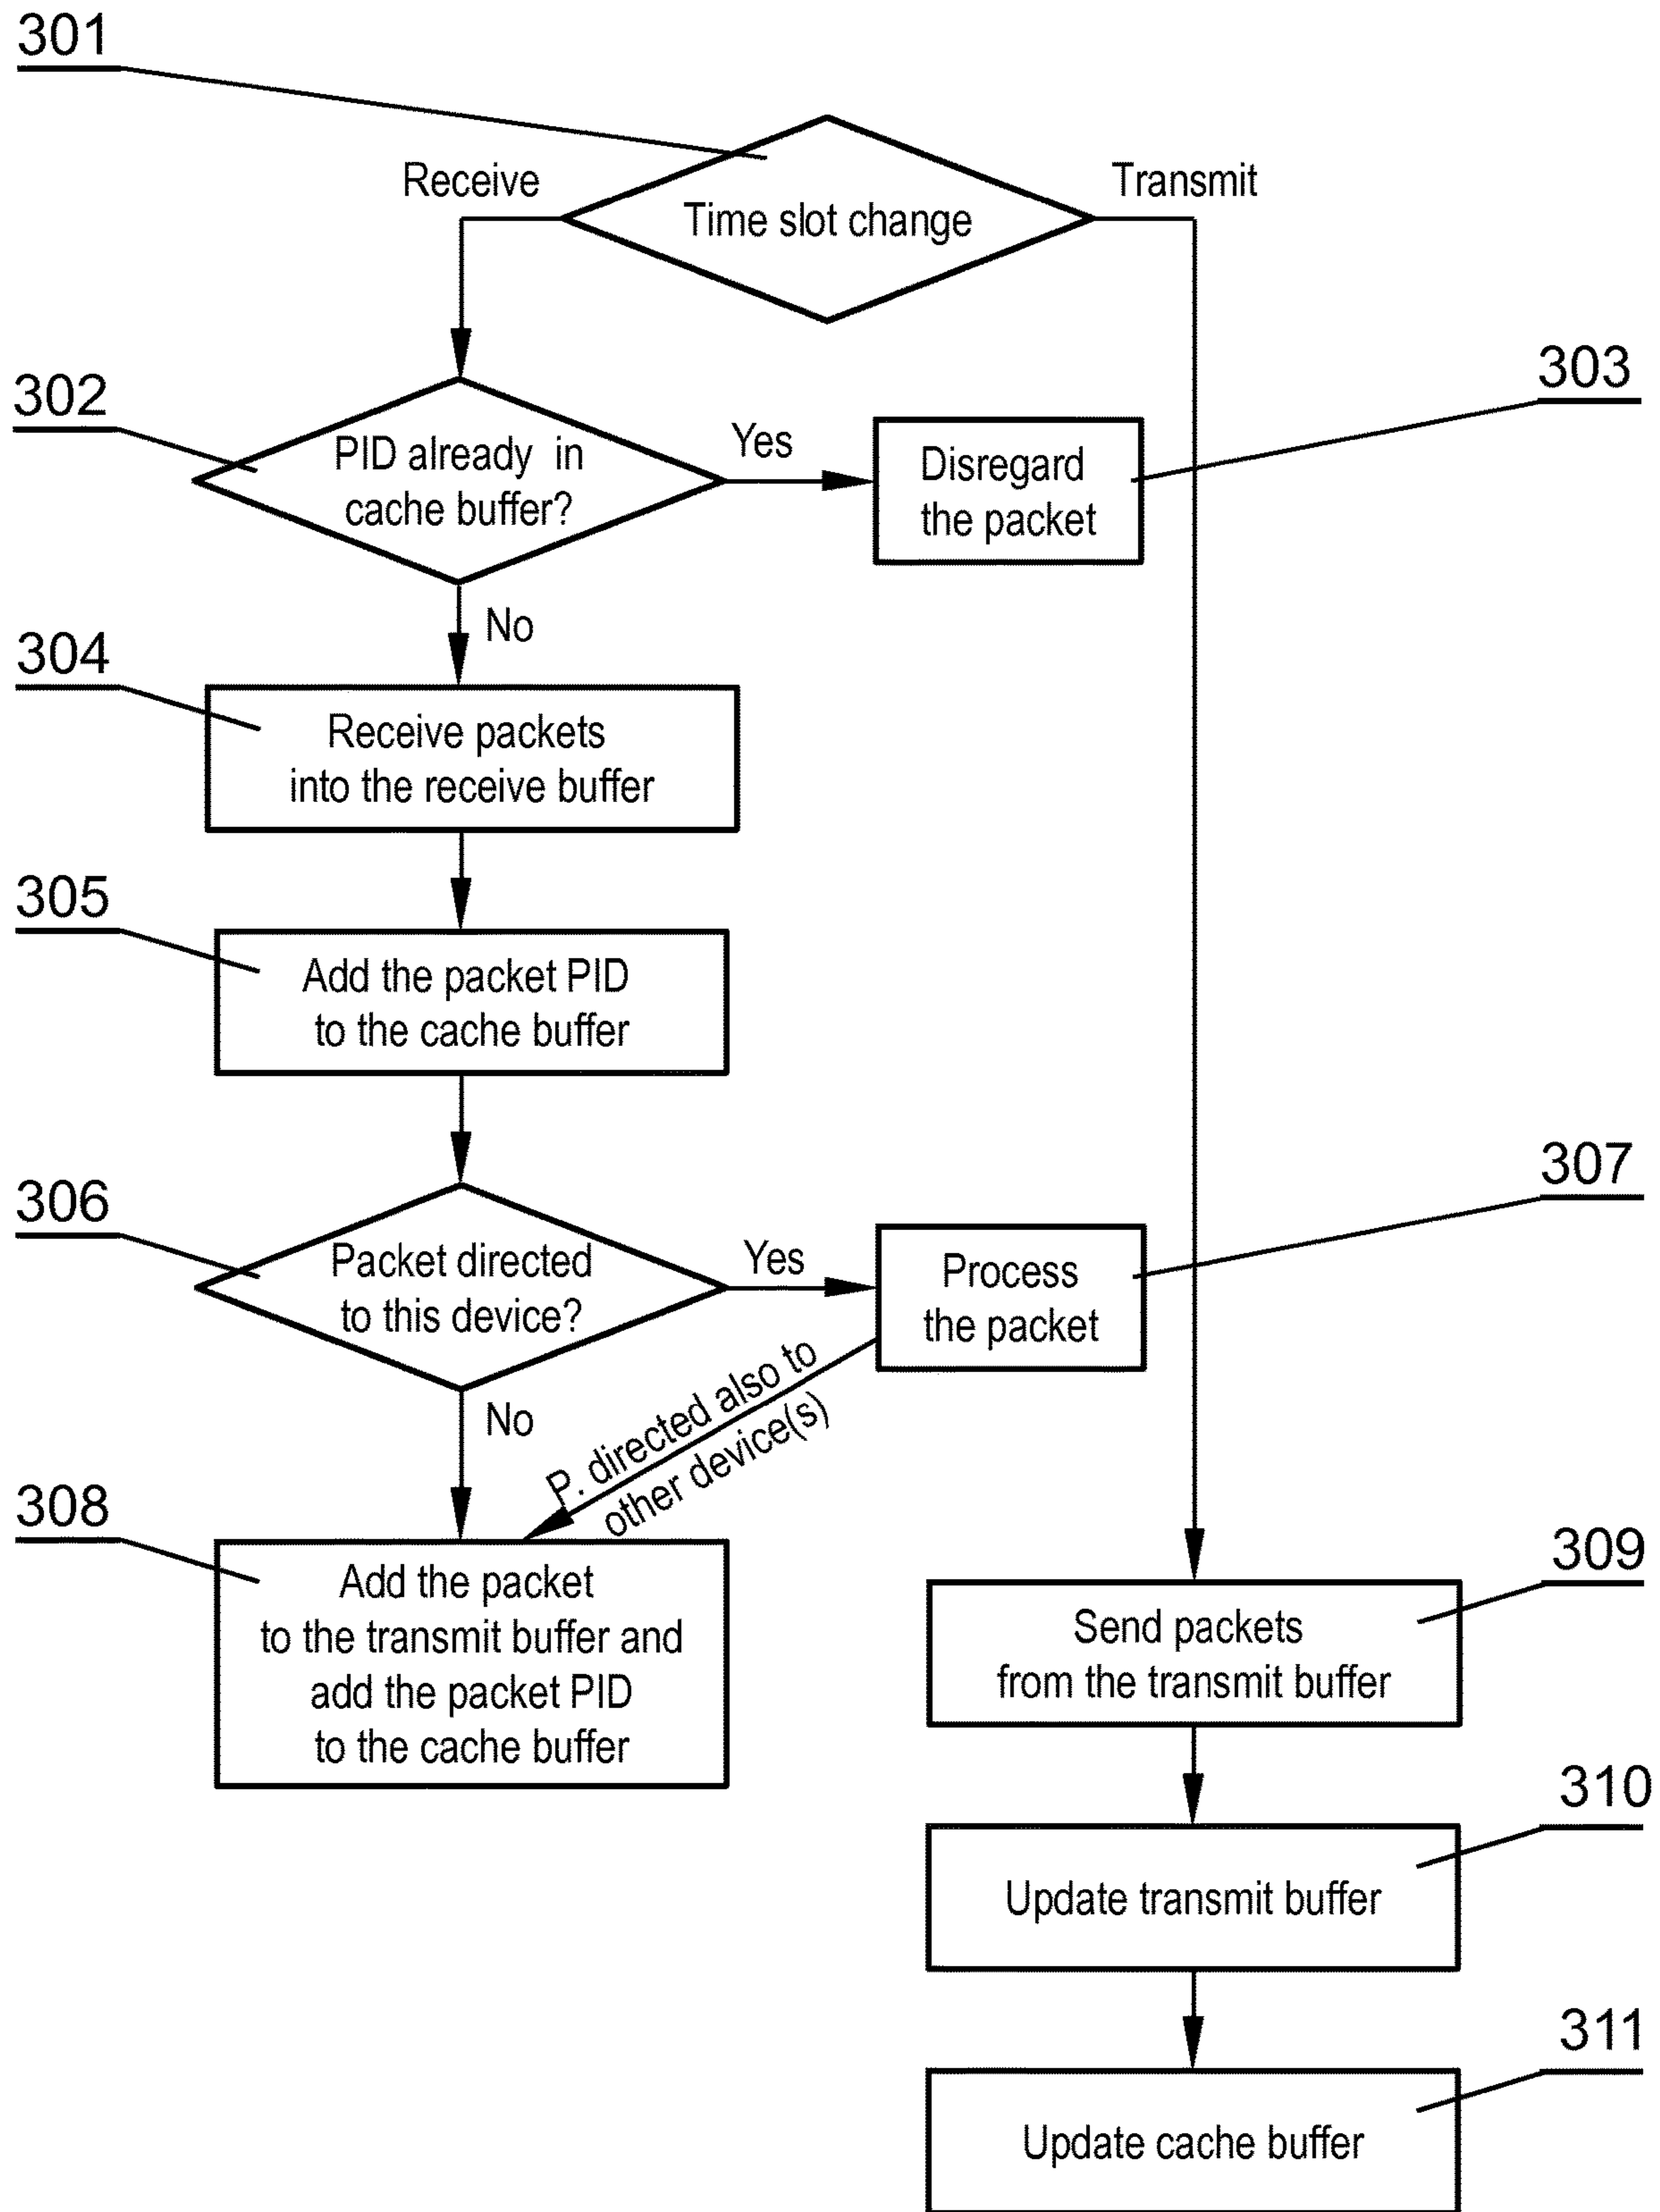 301
Receive
Transmit
Time slot change
302
303
PID already in
cache buffer?
Yes
Disregard
the packet
No
304
Receive packets
into the receive buffer
305
Add the packet PID
to the cache buffer
306
307
Packet directed
to this device?
Yes
Process
the packet
P. directed also to
other device(s)
No
308
Add the packet
to the transmit buffer and
add the packet PID
to the cache buffer
309
Send packets
from the transmit buffer
310
Update transmit buffer
311
Update cache buffer